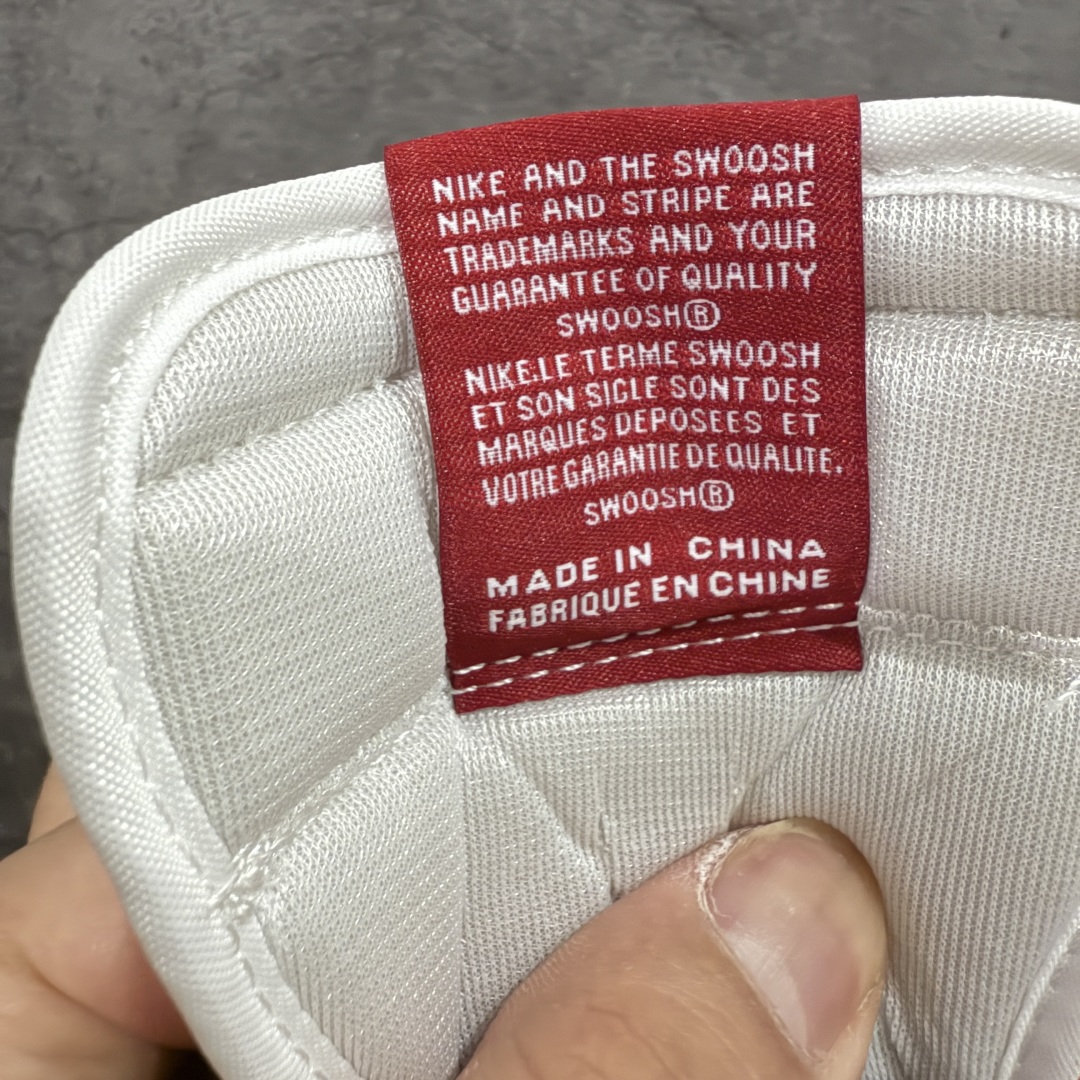 NIKE AND THE SWOOSH
NAME AND STRIPE ARE
TRADEMARKS AND YOUR
GUARANTEE OF QUALITY
SWOOSH®
NIKE.LE TERME SWOOSH
ET SON SIGLE SONT DES
MARQUES DEPOSEES ET
VOTRE GARANTIE DE QUALITE.
SWOOSH®
MADE IN CHINA
FABRIQUE EN CHINE